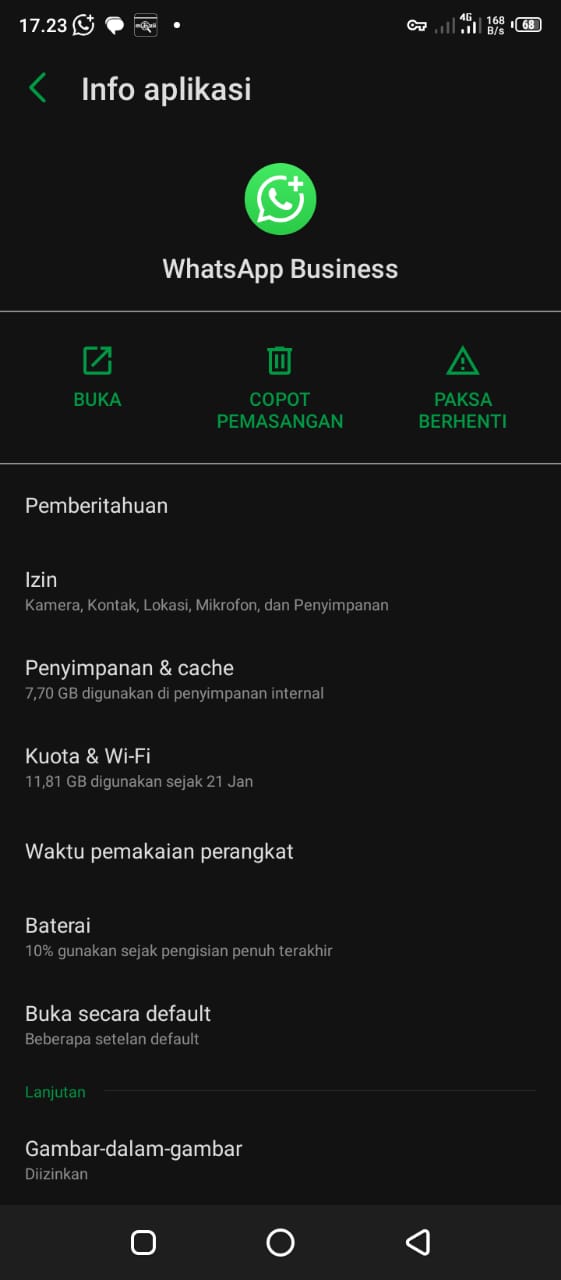 17.23
4G 168 B/s 68
Info aplikasi
WhatsApp Business
BUKA
COPOT
PEMASANGAN
PAKSA
BERHENTI
Pemberitahuan
Izin
Kamera, Kontak, Lokasi, Mikrofon, dan Penyimpanan
Penyimpanan & cache
7,70 GB digunakan di penyimpanan internal
Kuota & Wi-Fi
11,81 GB digunakan sejak 21 Jan
Waktu pemakaian perangkat
Baterai
10% gunakan sejak pengisian penuh terakhir
Buka secara default
Beberapa setelan default
Lanjutan
Gambar-dalam-gambar
Diizinkan